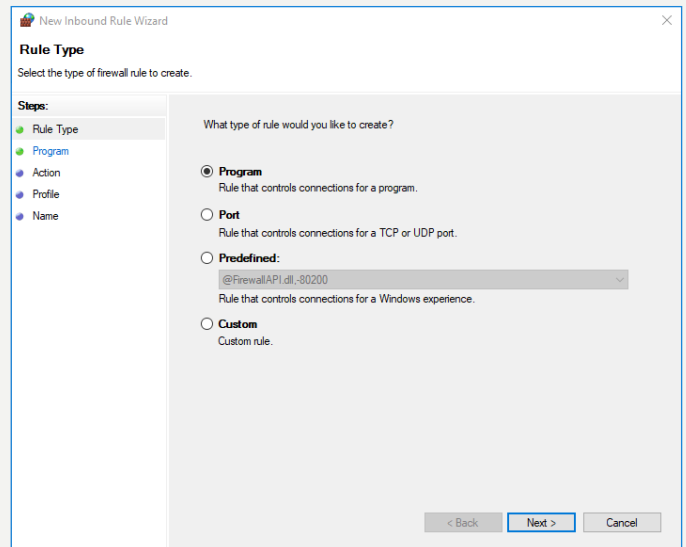 New Inbound Rule Wizard
Rule Type
Select the type of firewall rule to create.
Steps:
Rule Type
Program
Action
Profile
Name
What type of rule would you like to create?
Program
Rule that controls connections for a program.
Port
Rule that controls connections for a TCP or UDP port.
Predefined:
@FirewallAPI.dll,-80200
Rule that controls connections for a Windows experience.
Custom
Custom rule.
< Back Next > Cancel